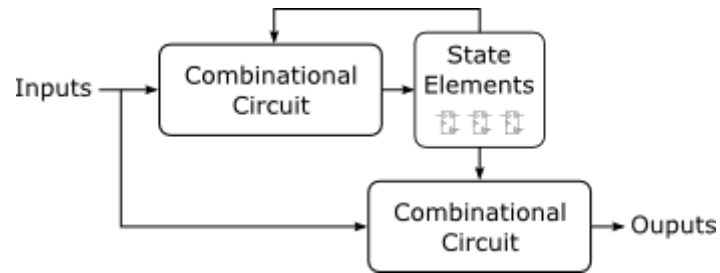 Inputs
Combinational
Circuit
State
Elements
Combinational
Circuit
Ouputs